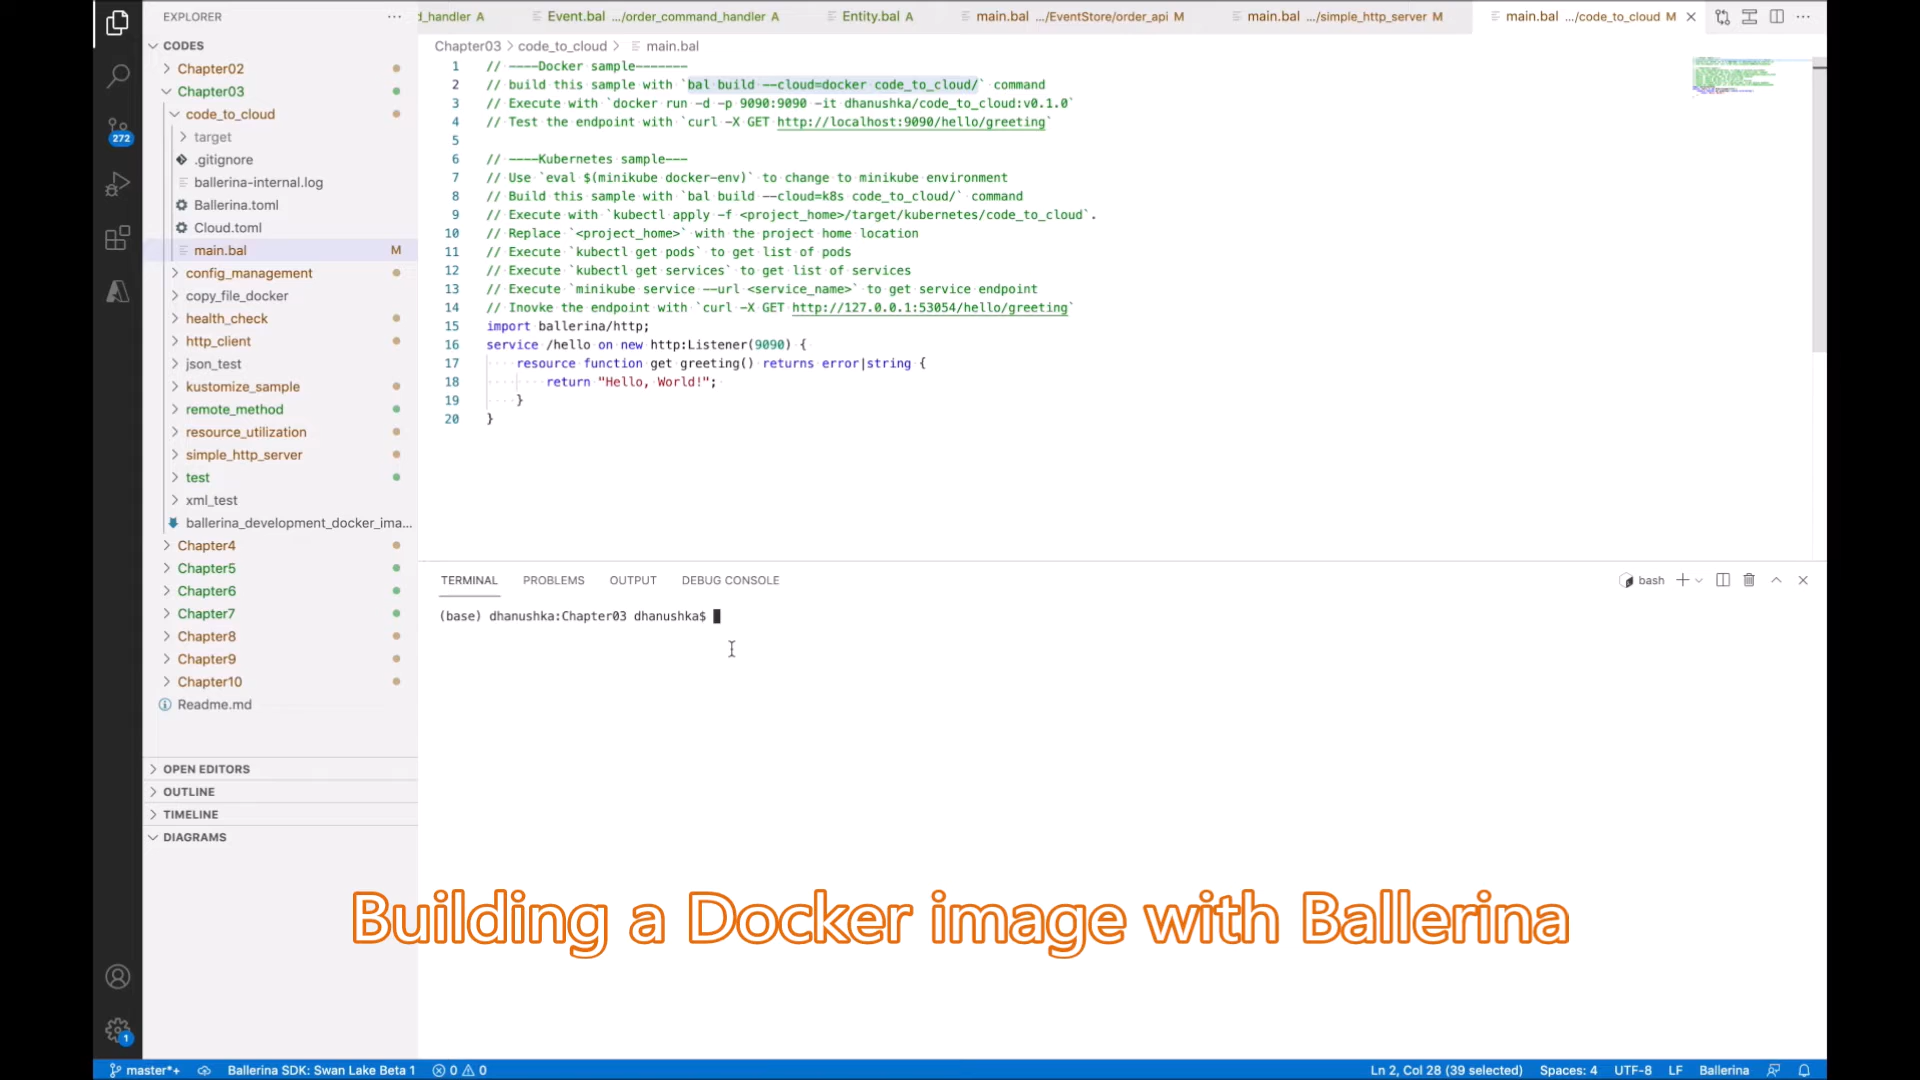 EXPLORER
d_handler A
Event.bal .../order_command_handler A
Entity.bal A
main.bal .../EventStore/order_api M
main.bal .../simple_http_server M
main.bal .../code_to_cloud M
CODES
Chapter02
Chapter03
code_to_cloud
target
.gitignore
ballerina-internal.log
Ballerina.toml
Cloud.toml
main.bal M
config_management
copy_file_docker
health_check
http_client
json_test
kustomize_sample
remote_method
resource_utilization
simple_http_server
test
xml_test
ballerina_development_docker_ima...
Chapter4
Chapter5
Chapter6
Chapter7
Chapter8
Chapter9
Chapter10
Readme.md
OPEN EDITORS
OUTLINE
TIMELINE
DIAGRAMS
272
1
Chapter03 > code_to_cloud > main.bal
1 // ----Docker sample-------
2 // build this sample with `bal build --cloud=docker code_to_cloud/` command
3 // Execute with `docker run -d -p 9090:9090 -it dhanushka/code_to_cloud:v0.1.0`
4 // Test the endpoint with `curl -X GET http://localhost:9090/hello/greeting`
5
6 // ----Kubernetes sample---
7 // Use `eval $(minikube docker-env)` to change to minikube environment
8 // Build this sample with `bal build --cloud=k8s code_to_cloud/` command
9 // Execute with `kubectl apply -f <project_home>/target/kubernetes/code_to_cloud`.
10 // Replace `<project_home>` with the project home location
11 // Execute `kubectl get pods` to get list of pods
12 // Execute `kubectl get services` to get list of services
13 // Execute `minikube service --url <service_name>` to get service endpoint
14 // Inovke the endpoint with `curl -X GET http://127.0.0.1:53054/hello/greeting`
15 import ballerina/http;
16 service /hello on new http:Listener(9090) {
17 resource function get greeting() returns error|string {
18 return "Hello, World!";
19 }
20 }
TERMINAL PROBLEMS OUTPUT DEBUG CONSOLE
bash
(base) dhanushka:Chapter03 dhanushka$
Building a Docker image with Ballerina
master*+ Ballerina SDK: Swan Lake Beta 1 0 0
Ln 2, Col 28 (39 selected) Spaces: 4 UTF-8 LF Ballerina